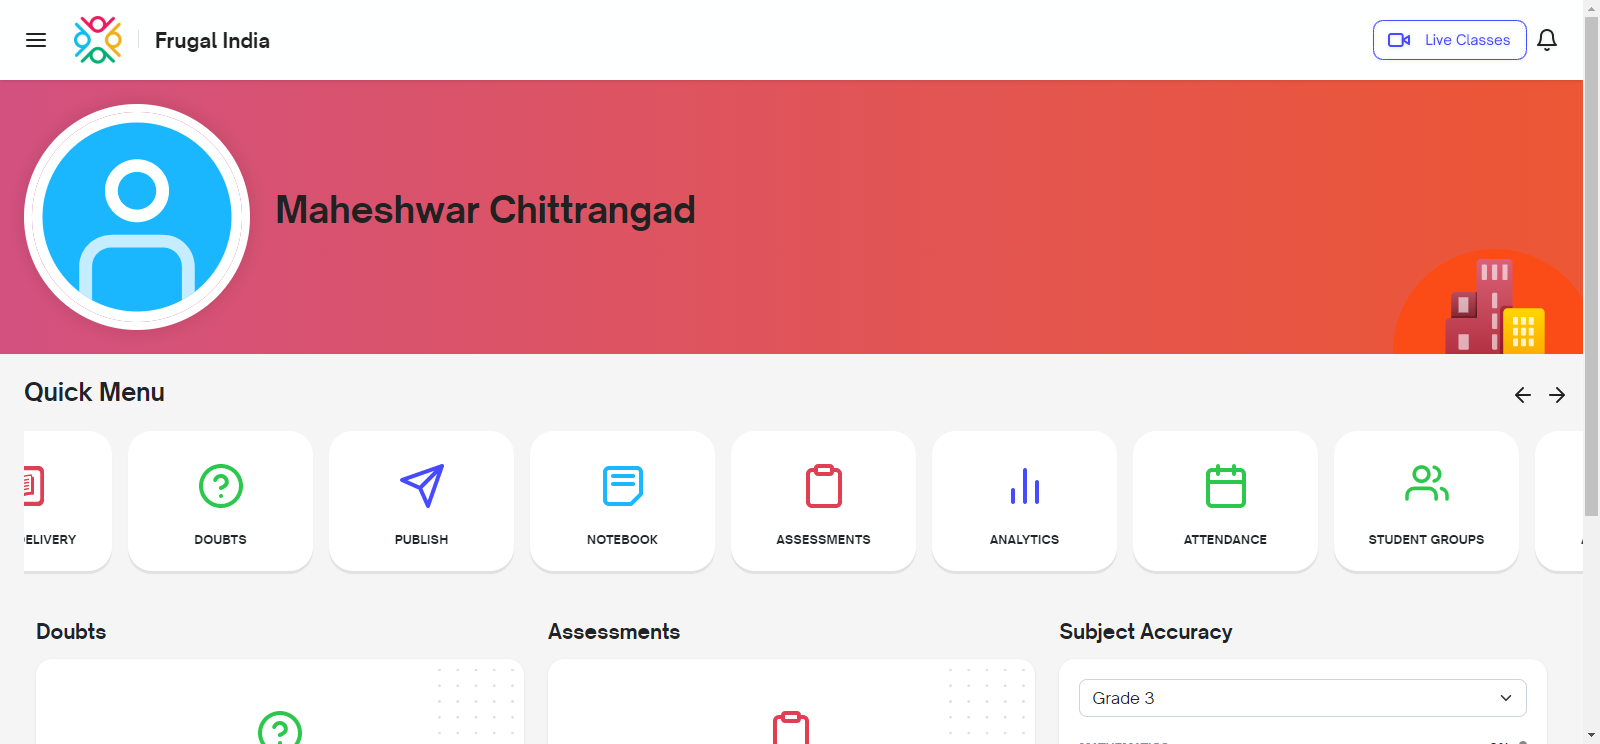 Frugal India
Live Classes
Maheshwar Chittrangad
Quick Menu
DOUBTS
PUBLISH
NOTEBOOK
ASSESSMENTS
ANALYTICS
ATTENDANCE
STUDENT GROUPS
Doubts
Assessments
Subject Accuracy
Grade 3